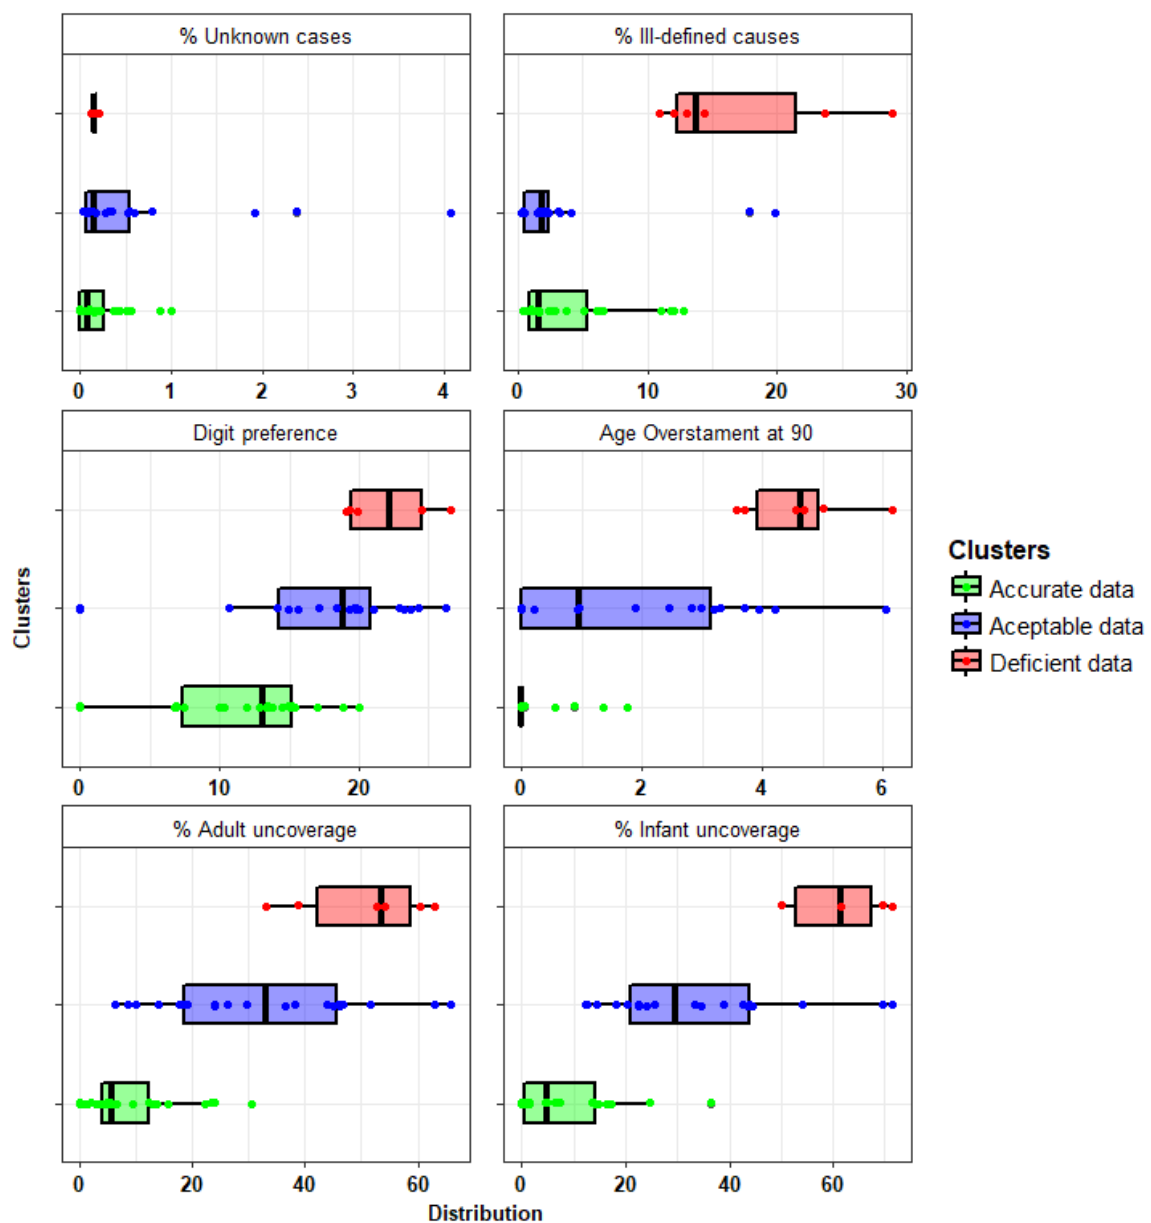 % Unknown cases
% Ill-defined causes
0 1 2 3 4
0 10 20 30
Digit preference
Age Overstament at 90
0 10 20
0 2 4 6
% Adult uncoverage
% Infant uncoverage
0 20 40 60
0 20 40 60
Clusters
Distribution
Clusters
Accurate data
Aceptable data
Deficient data